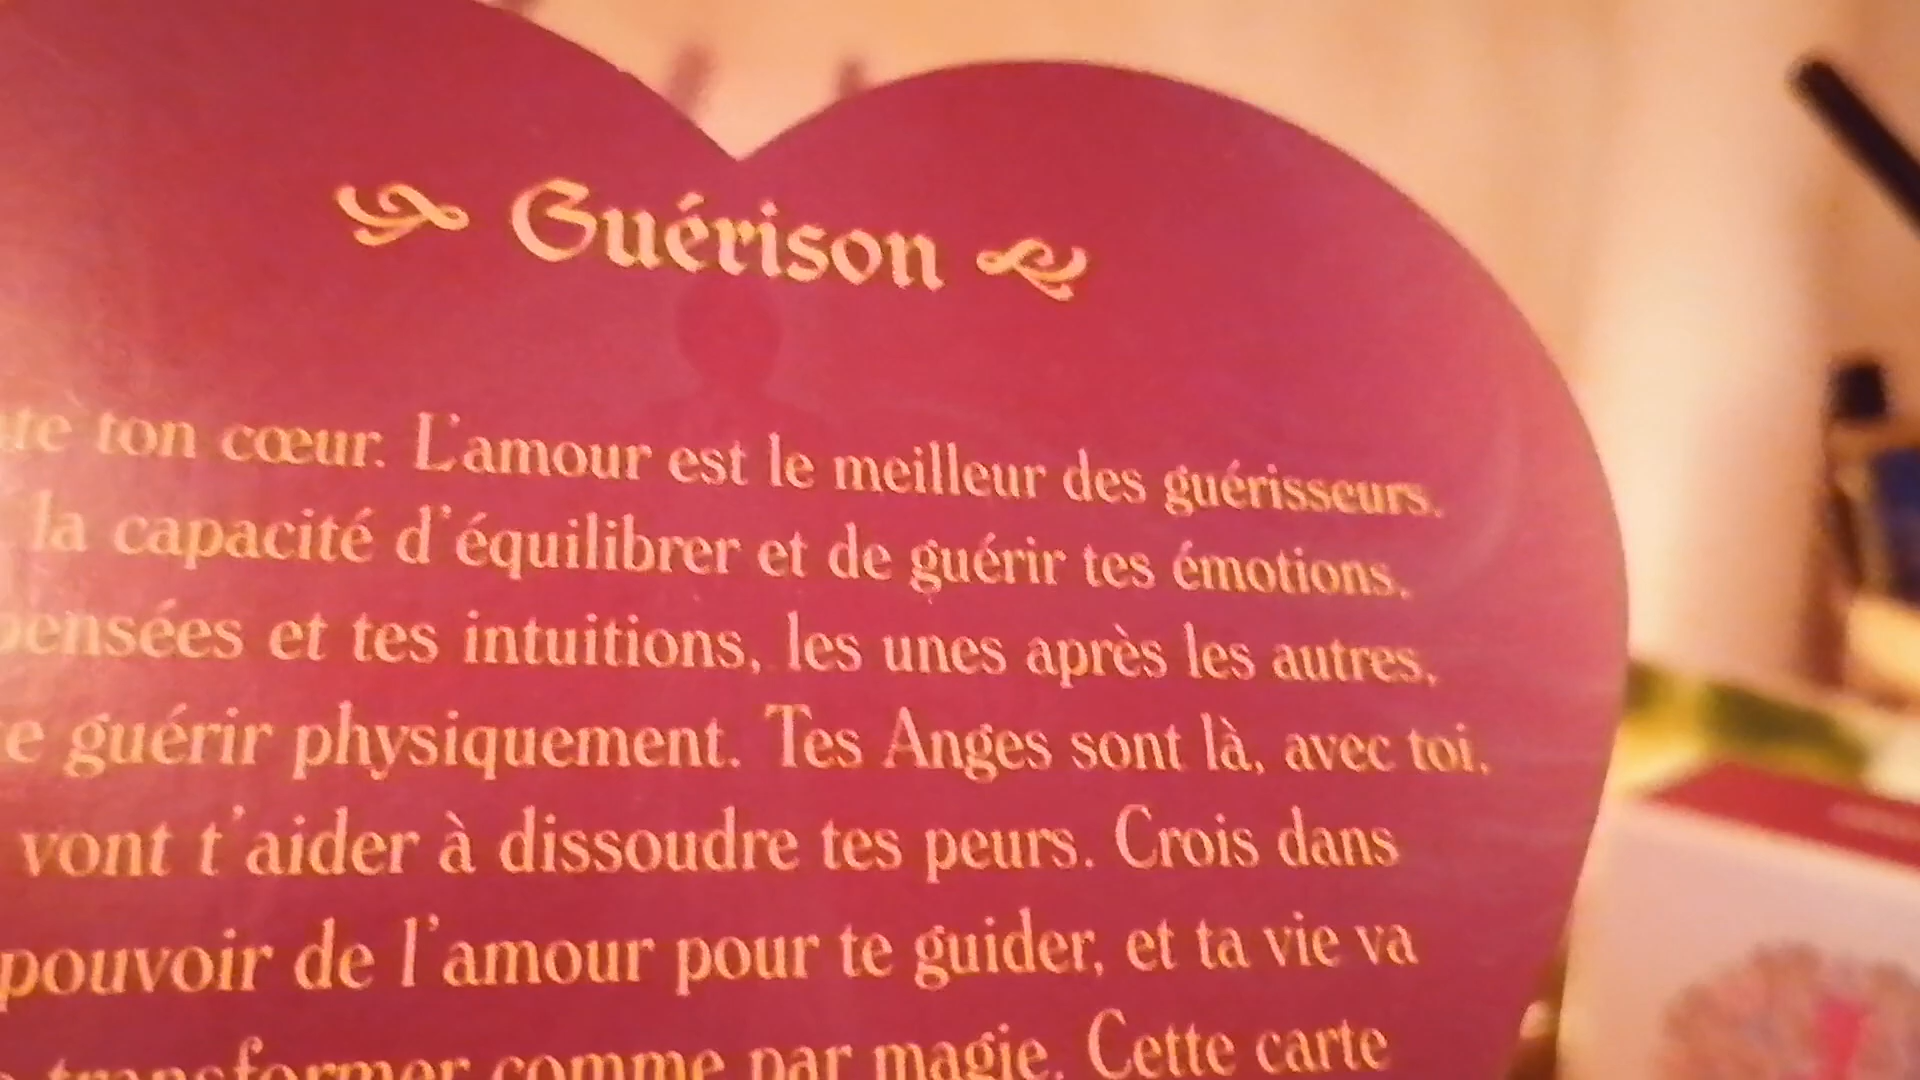 Guérison
ton cœur. L'amour est le meilleur des guérisseurs.
la capacité d'équilibrer et de guérir tes émotions,
pensées et tes intuitions, les unes après les autres,
guérir physiquement. Tes Anges sont là, avec toi,
vont t'aider à dissoudre tes peurs. Crois dans
pouvoir de l'amour pour te guider, et ta vie va
transformer comme par magie. Cette carte